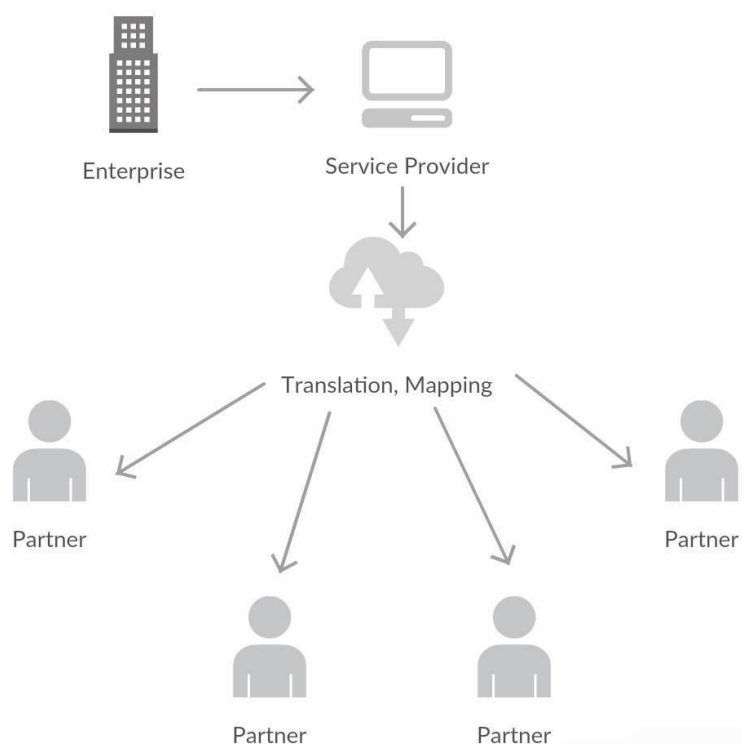 Enterprise
Service Provider
Translation, Mapping
Partner
Partner
Partner
Partner